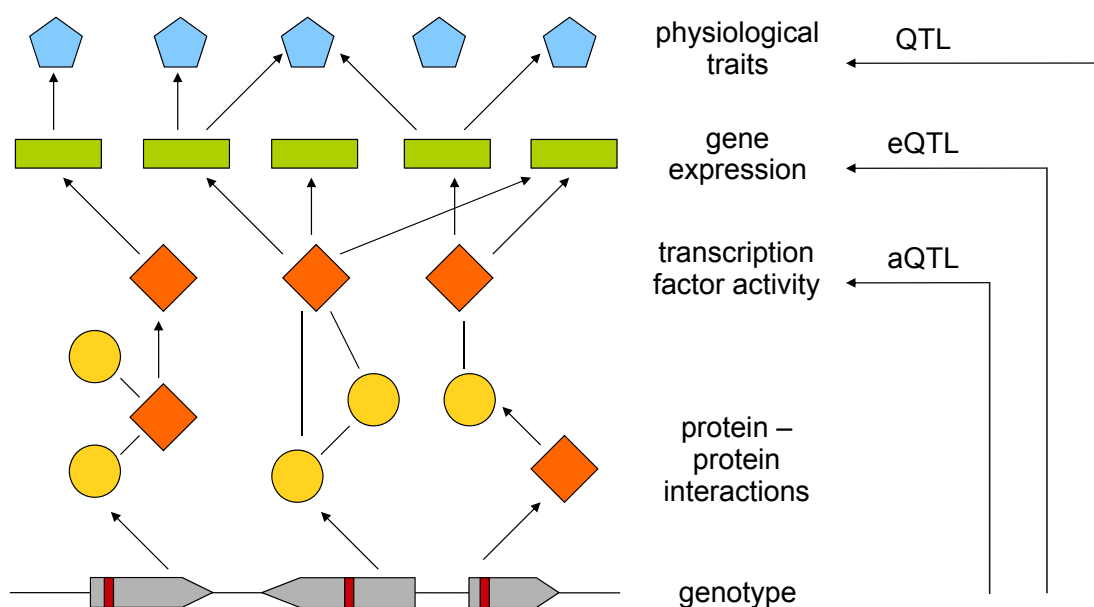 physiological
traits
QTL
gene
expression
eQTL
transcription
factor activity
aQTL
protein –
protein
interactions
genotype